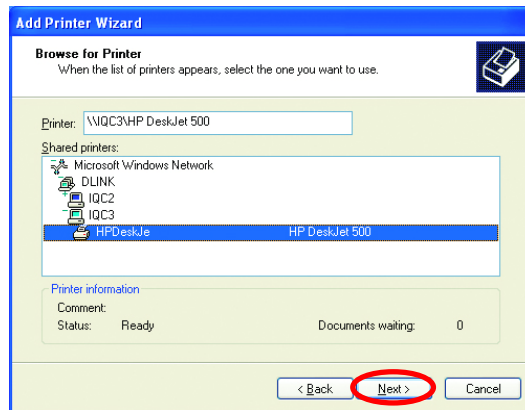 Add Printer Wizard
Browse for Printer
When the list of printers appears, select the one you want to use.
Printer: \\IQC3\HP DeskJet 500
Shared printers:
Microsoft Windows Network
DLINK
IQC2
IQC3
HPDeskJe HP DeskJet 500
Printer information
Comment:
Status: Ready Documents waiting: 0
< Back Next > Cancel